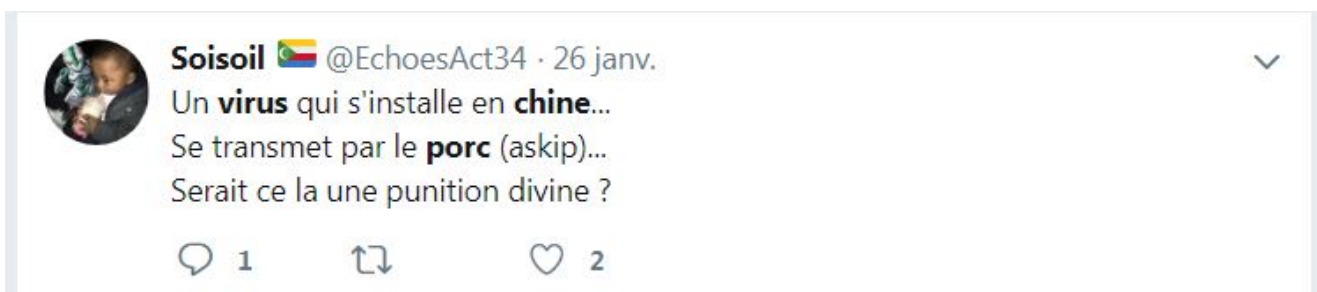 Soisoil @EchoesAct34 · 26 janv.
Un virus qui s'installe en chine...
Se transmet par le porc (askip)...
Serait ce la une punition divine ?
1 2